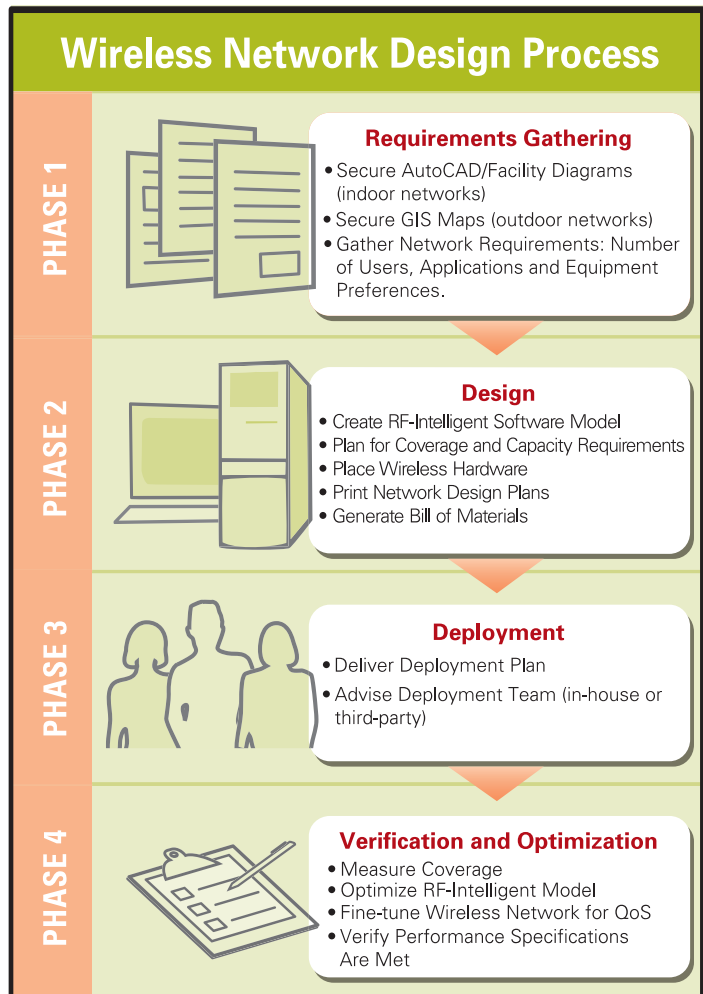 Wireless Network Design Process
PHASE 1
Requirements Gathering
• Secure AutoCAD/Facility Diagrams
(indoor networks)
• Secure GIS Maps (outdoor networks)
• Gather Network Requirements: Number
of Users, Applications and Equipment
Preferences.
PHASE 2
Design
• Create RF-Intelligent Software Model
• Plan for Coverage and Capacity Requirements
• Place Wireless Hardware
• Print Network Design Plans
• Generate Bill of Materials
PHASE 3
Deployment
• Deliver Deployment Plan
• Advise Deployment Team (in-house or
third-party)
PHASE 4
Verification and Optimization
• Measure Coverage
• Optimize RF-Intelligent Model
• Fine-tune Wireless Network for QoS
• Verify Performance Specifications
Are Met